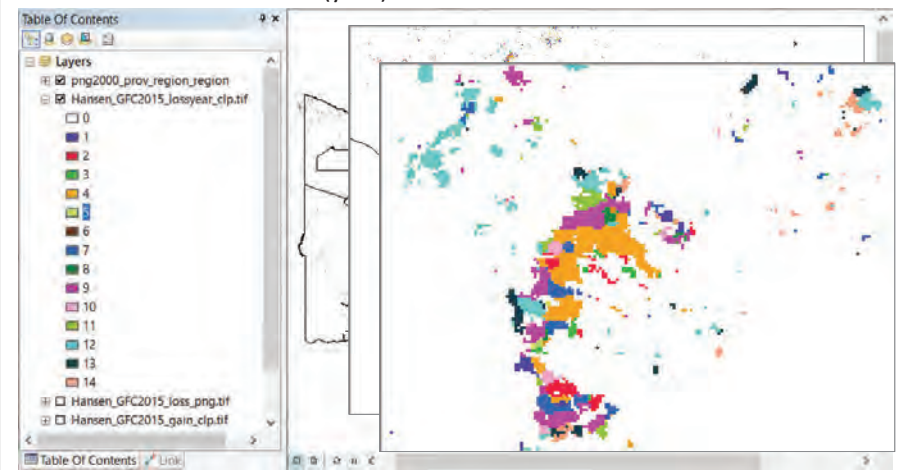 Table Of Contents
Layers
png2000_prov_region_region
Hansen_GFC2015_lossyear_clp.tif
0
1
2
3
4
5
6
7
8
9
10
11
12
13
14
Hansen_GFC2015_loss_png.tif
Hansen_GFC2015_gain_clp.tif
Table Of Contents
Link